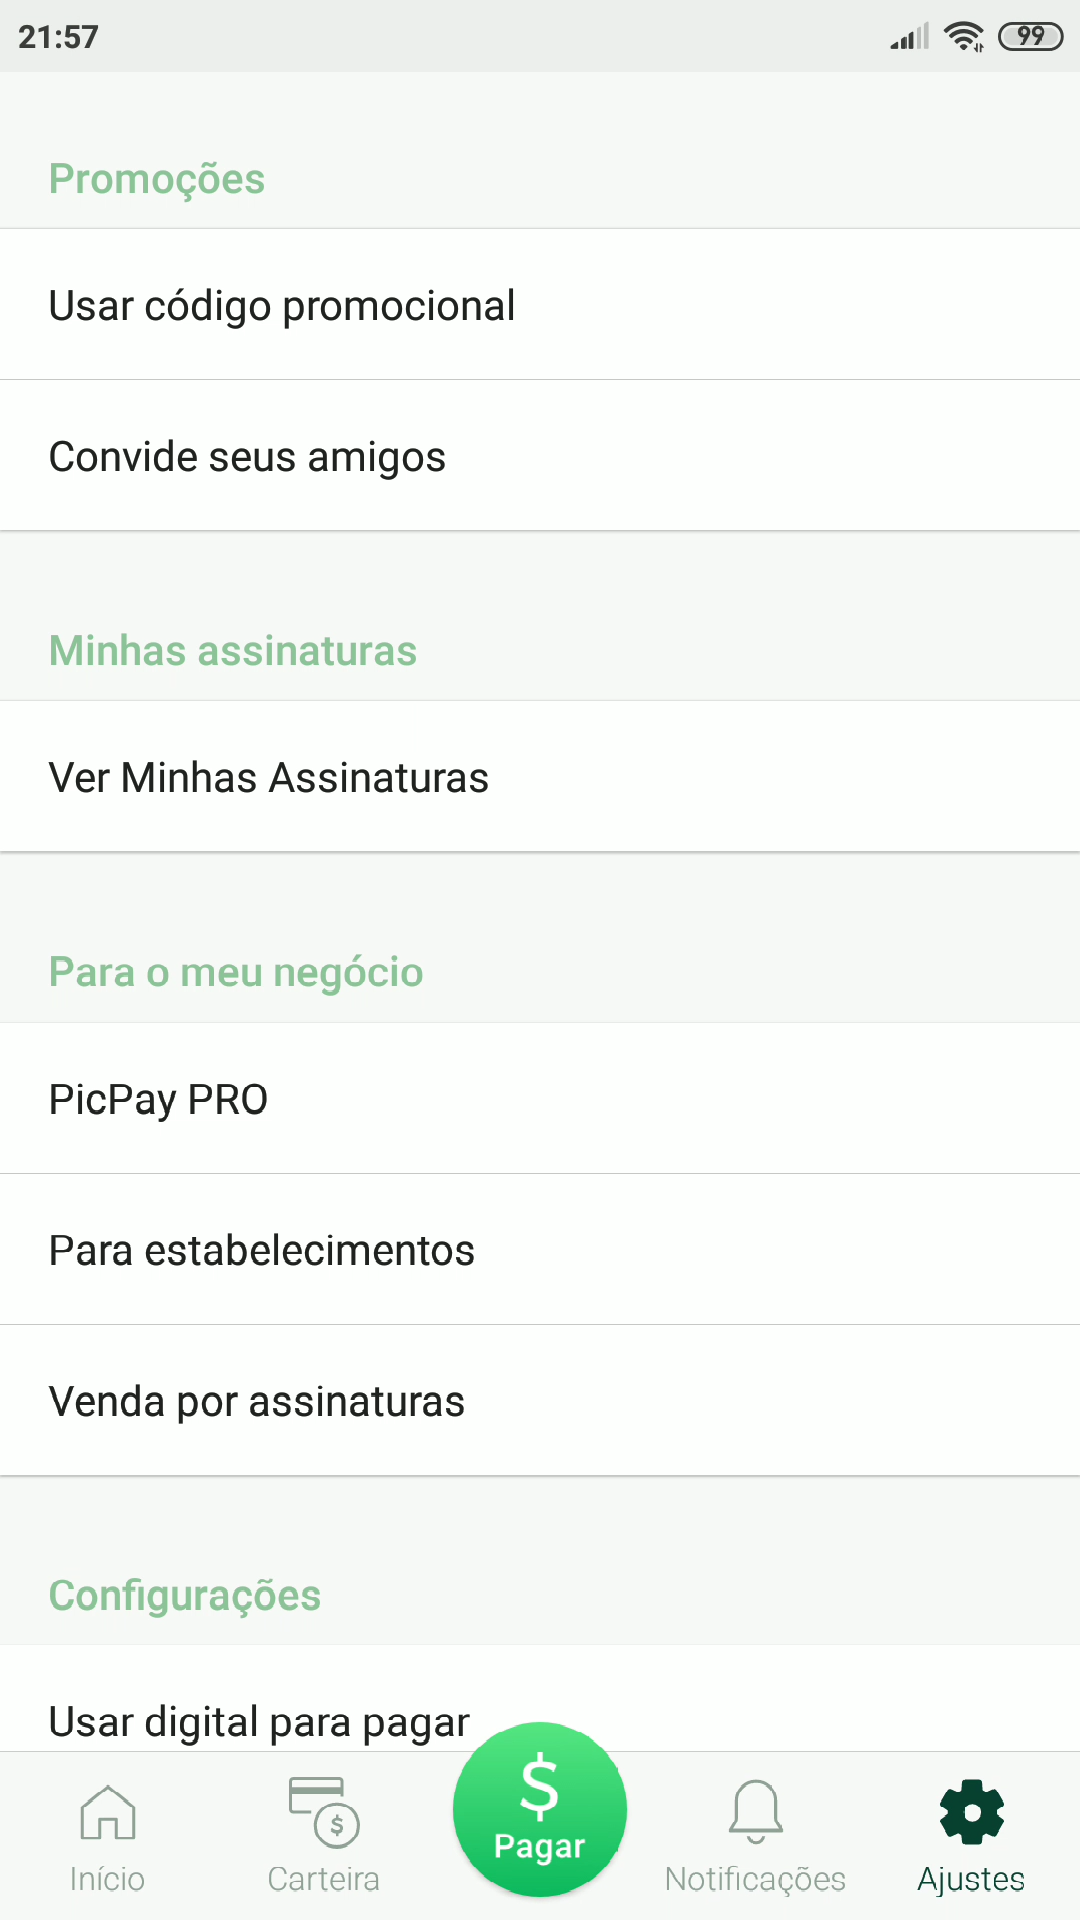 21:57
99
Promoções
Usar código promocional
Convide seus amigos
Minhas assinaturas
Ver Minhas Assinaturas
Para o meu negócio
PicPay PRO
Para estabelecimentos
Venda por assinaturas
Configurações
Usar digital para pagar
$
$
Pagar
Início
Carteira
Notificações
Ajustes